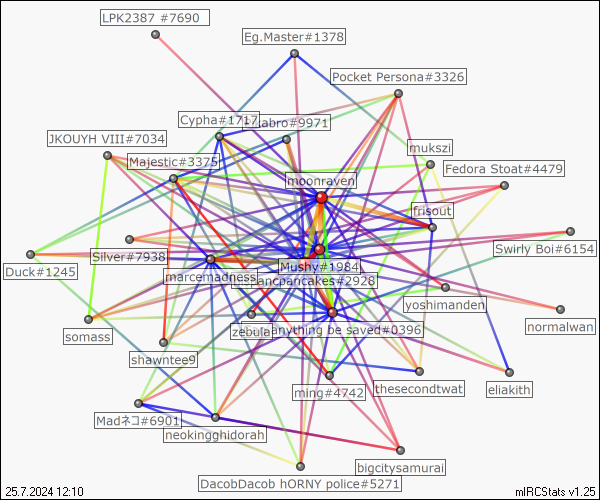 LPK2387 #7690
Eg.Master#1378
Pocket Persona#3326
Cypha#1717
abro#9971
JKOUYH VIII#7034
mukszi
Majestic#3375
Fedora Stoat#4479
moonraven
frisout
Swirly Boi#6154
Silver#7938
Duck#1245
Mushy#1984
marcemadness
ancpancakes#2928
yoshimanden
normalwan
somass
zebula
anything be saved#0396
shawntee9
thesecondtwat
eliakith
ming#4742
Madネコ#6901
neokingghidorah
bigcitysamurai
DacobDacob hORNY police#5271
25.7.2024 12:10
mIRCStats v1.25